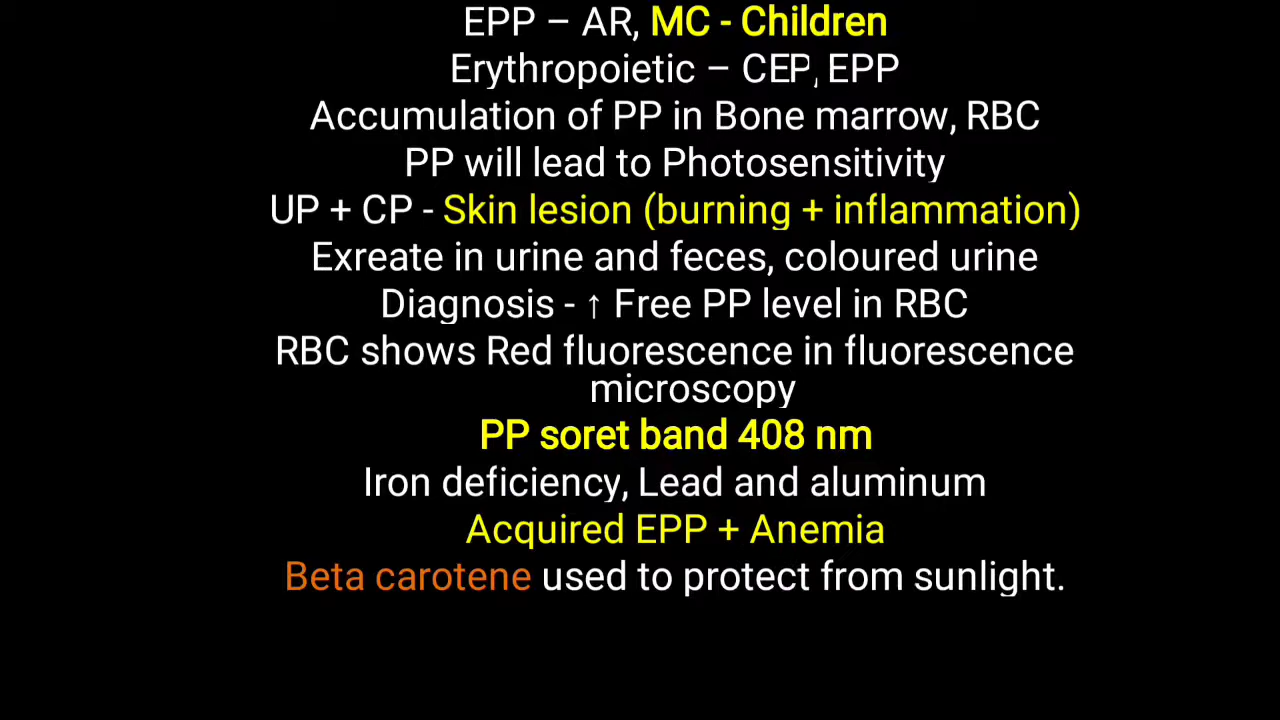 EPP – AR, MC - Children
Erythropoietic – CEP, EPP
Accumulation of PP in Bone marrow, RBC
PP will lead to Photosensitivity
UP + CP - Skin lesion (burning + inflammation)
Exreate in urine and feces, coloured urine
Diagnosis - ↑ Free PP level in RBC
RBC shows Red fluorescence in fluorescence
microscopy
PP soret band 408 nm
Iron deficiency, Lead and aluminum
Acquired EPP + Anemia
Beta carotene used to protect from sunlight.